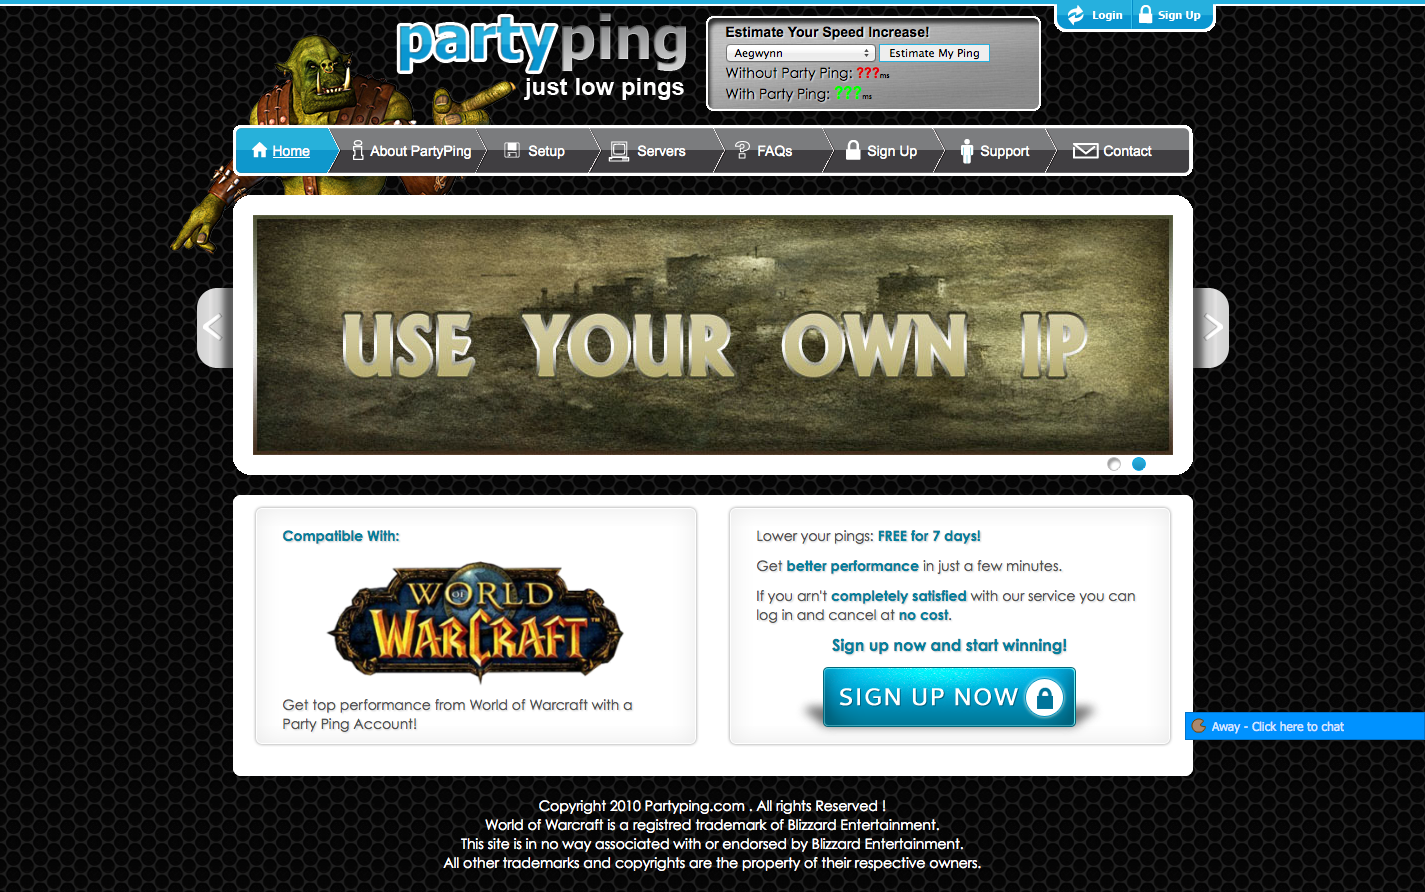 Login
Sign Up
partyping
just low pings
Estimate Your Speed Increase!
Aegwynn
Estimate My Ping
Without Party Ping: ???ms
With Party Ping: ???ms
Home
About PartyPing
Setup
Servers
FAQs
Sign Up
Support
Contact
USE YOUR OWN IP
Compatible With:
WORLD OF WARCRAFT™
Get top performance from World of Warcraft with a
Party Ping Account!
Lower your pings: FREE for 7 days!
Get better performance in just a few minutes.
If you arn't completely satisfied with our service you can
log in and cancel at no cost.
Sign up now and start winning!
SIGN UP NOW
Away - Click here to chat
Copyright 2010 Partyping.com . All rights Reserved !
World of Warcraft is a registred trademark of Blizzard Entertainment.
This site is in no way associated with or endorsed by Blizzard Entertainment.
All other trademarks and copyrights are the property of their respective owners.